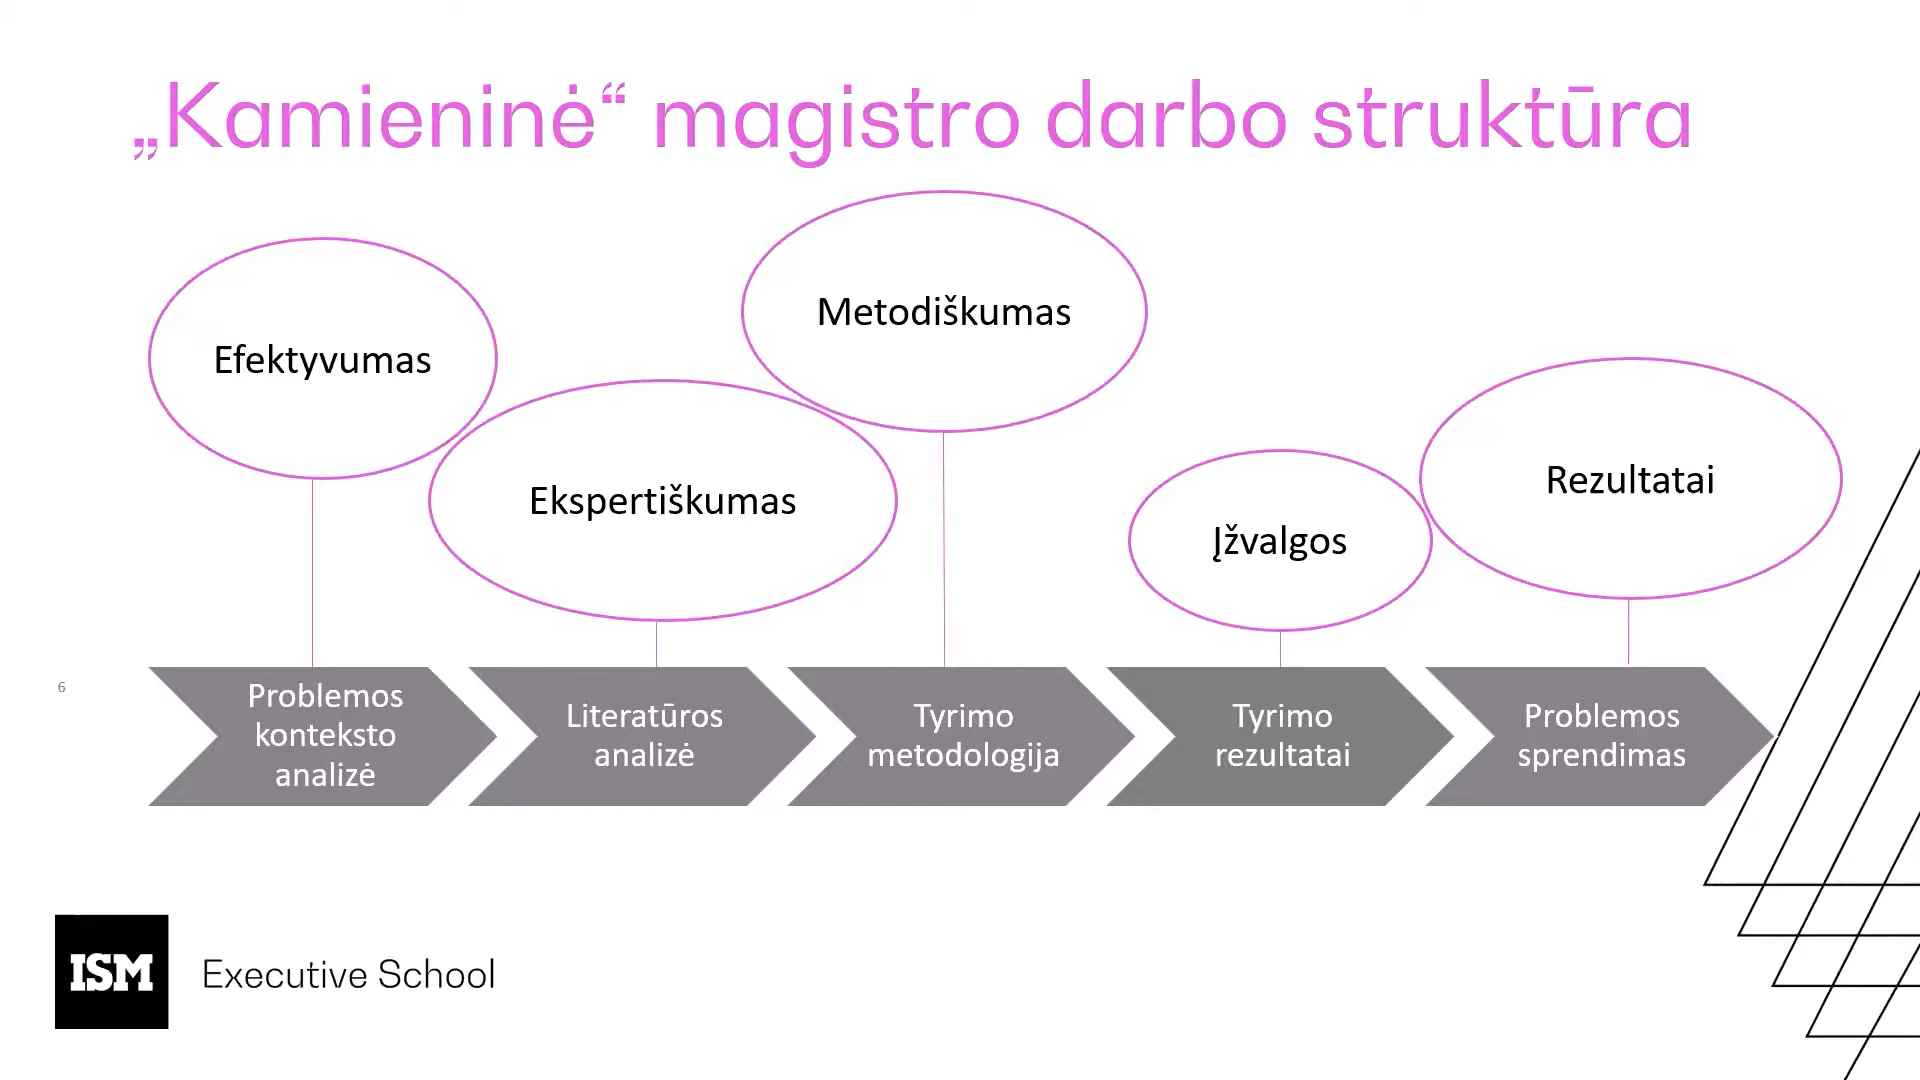 „Kamieninė“ magistro darbo struktūra
Metodiškumas
Efektyvumas
Ekspertiškumas
Rezultatai
Įžvalgos
6
Problemos
konteksto
analizė
Literatūros
analizė
Tyrimo
metodologija
Tyrimo
rezultatai
Problemos
sprendimas
ISM
Executive School